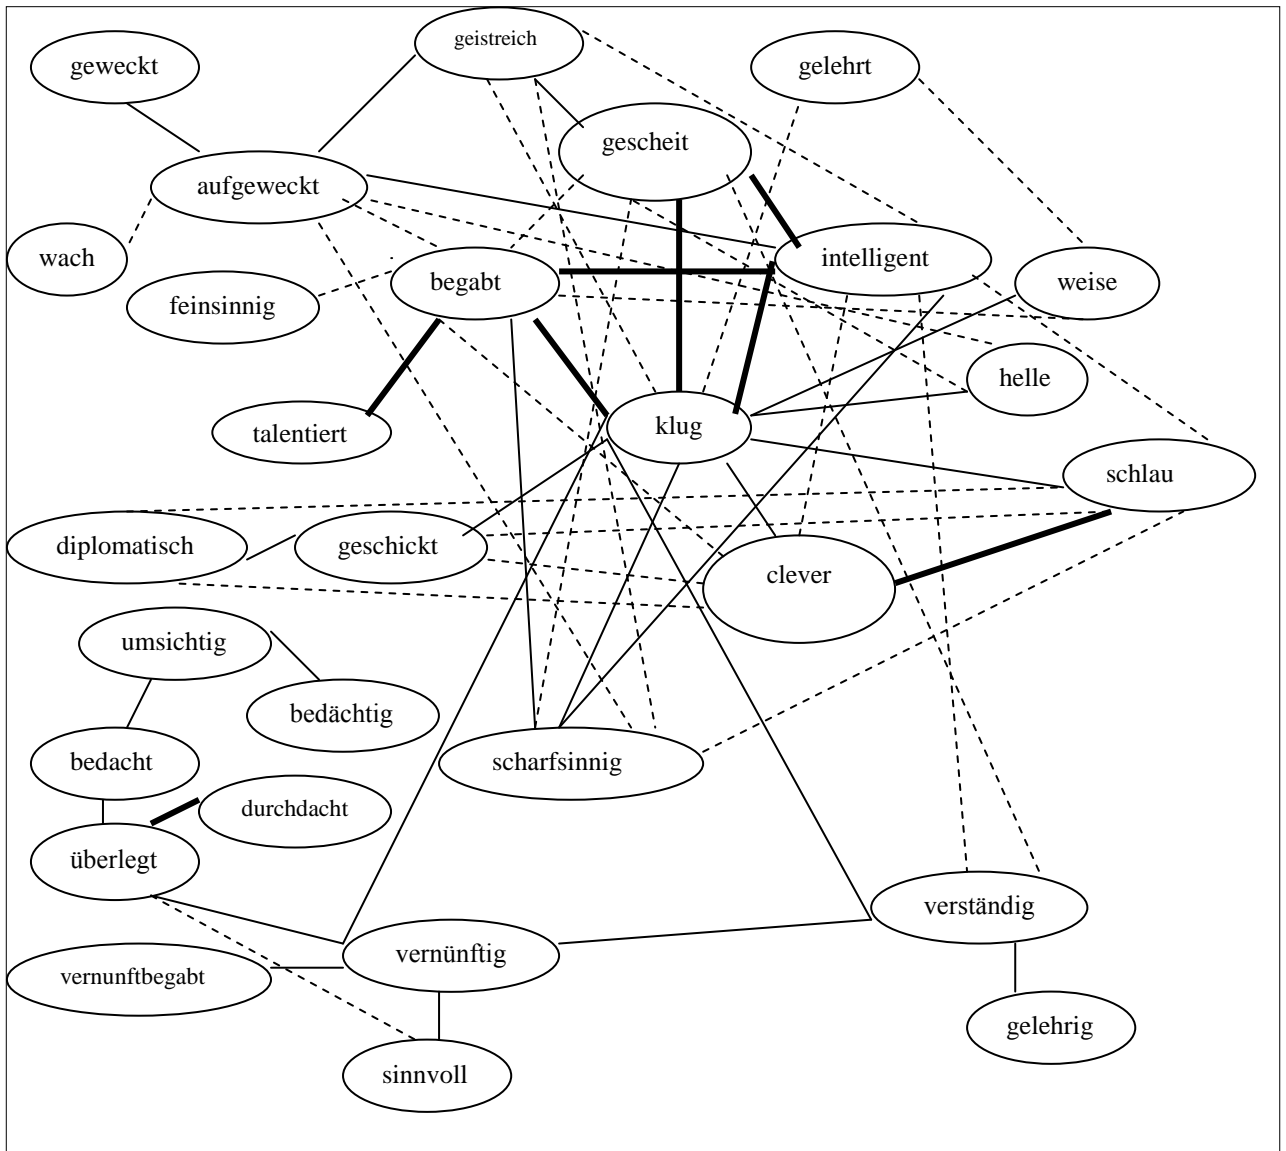 geistreich
geweckt
gelehrt
gescheit
aufgeweckt
wach
intelligent
begabt
weise
feinsinnig
helle
klug
talentiert
schlau
diplomatisch
geschickt
clever
umsichtig
bedächtig
bedacht
scharfsinnig
durchdacht
überlegt
verständig
vernünftig
vernunftbegabt
gelehrig
sinnvoll